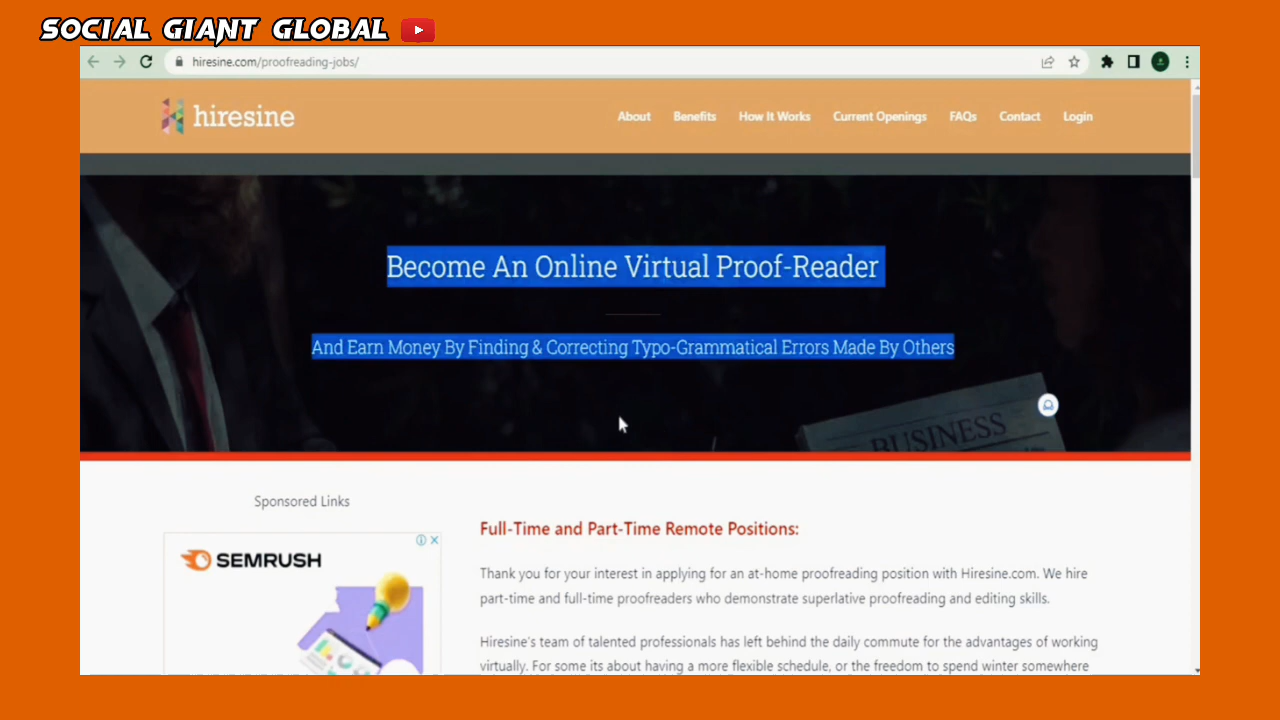 SOCIAL GIANT GLOBAL
hiresine.com/proofreading-jobs/
hiresine
About Benefits How It Works Current Openings FAQs Contact Login
Become An Online Virtual Proof-Reader
And Earn Money By Finding & Correcting Typo-Grammatical Errors Made By Others
BUSINESS
Sponsored Links
Full-Time and Part-Time Remote Positions:
SEMRUSH
Thank you for your interest in applying for an at-home proofreading position with Hiresine.com. We hire
part-time and full-time proofreaders who demonstrate superlative proofreading and editing skills.
Hiresine's team of talented professionals has left behind the daily commute for the advantages of working
virtually. For some its about having a more flexible schedule, or the freedom to spend winter somewhere